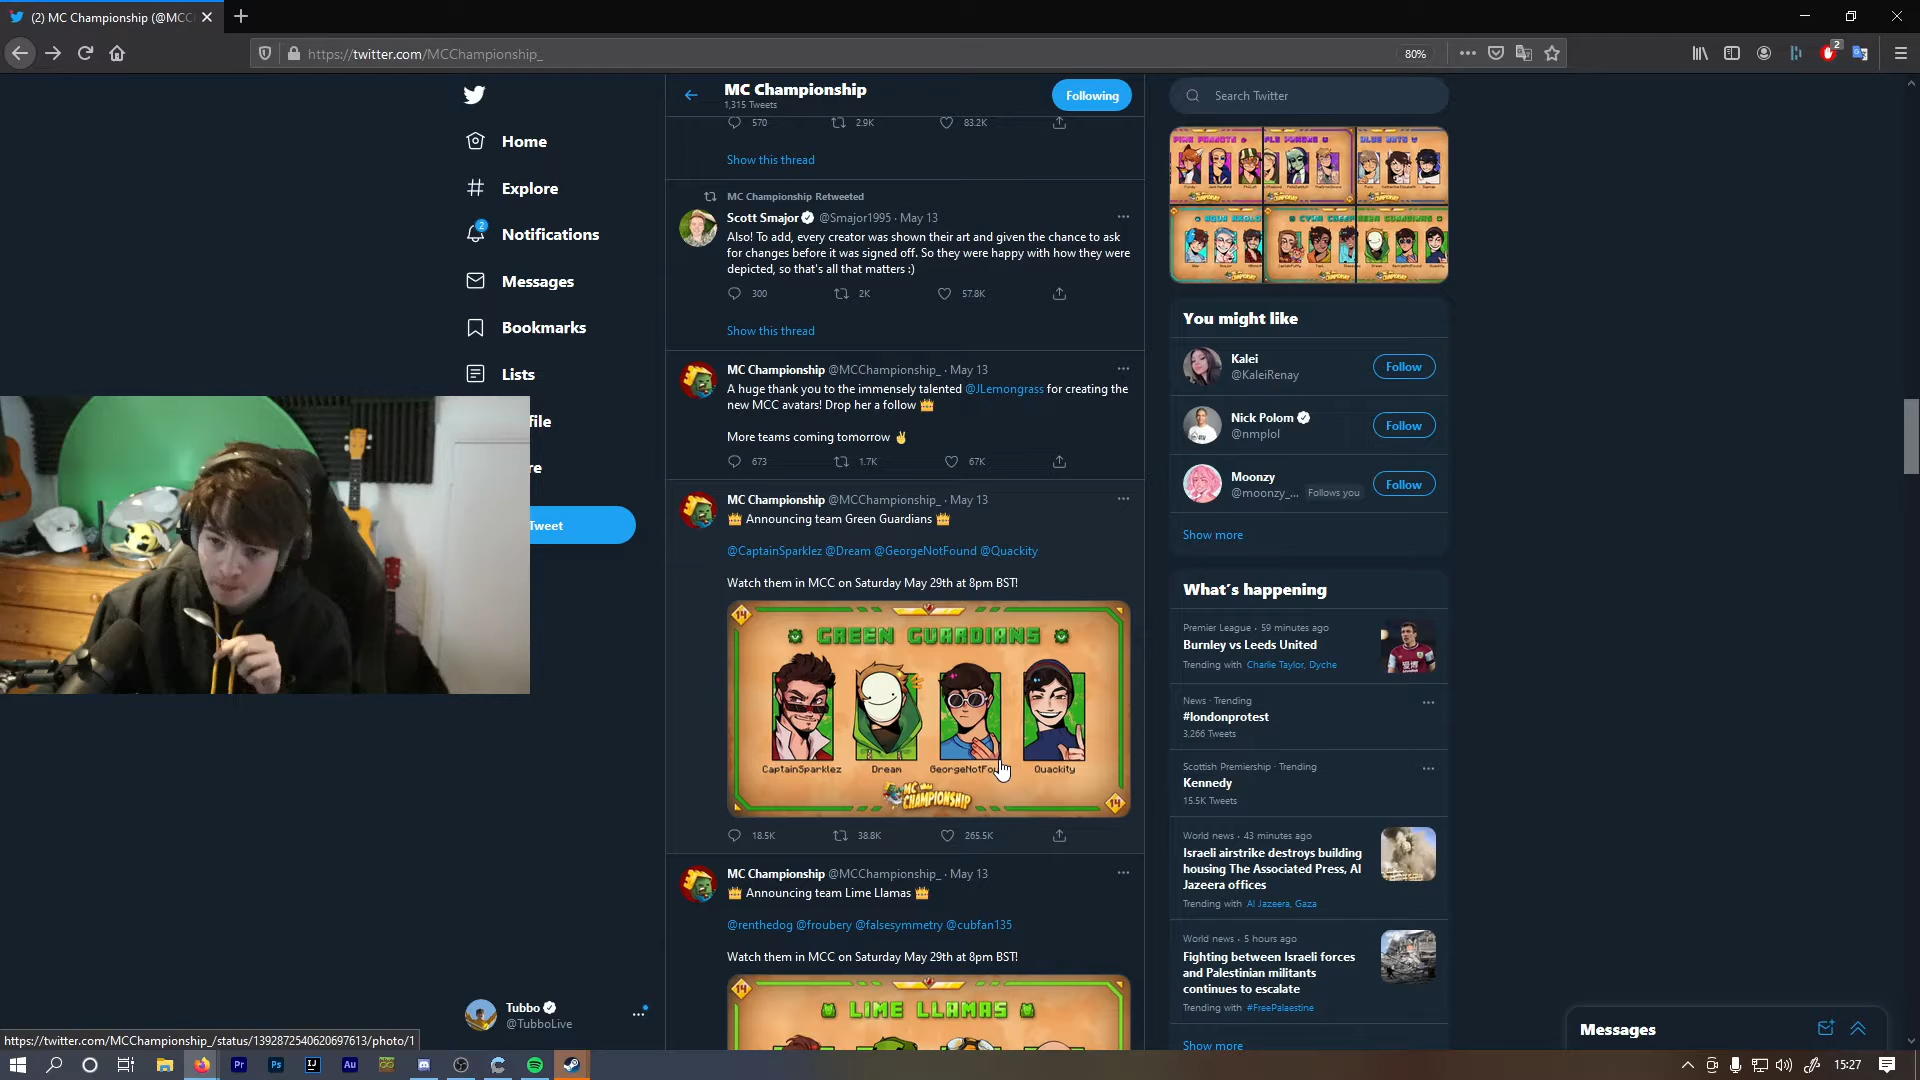 (2) MC Championship (@MCC
https://twitter.com/MCChampionship_
80%
2
MC Championship
1,315 Tweets
Following
Search Twitter
Home
Explore
2
Notifications
Messages
Bookmarks
Lists
file
re
Tweet
Tubbo
@TubboLive
570 2.9K 83.2K
Show this thread
MC Championship Retweeted
Scott Smajor @Smajor1995 · May 13
Also! To add, every creator was shown their art and given the chance to ask
for changes before it was signed off. So they were happy with how they were
depicted, so that's all that matters :)
300 2K 57.8K
Show this thread
MC Championship @MCChampionship_ · May 13
A huge thank you to the immensely talented @JLemongrass for creating the
new MCC avatars! Drop her a follow 👑
More teams coming tomorrow ✌
673 1.7K 67K
MC Championship @MCChampionship_ · May 13
👑 Announcing team Green Guardians 👑
@CaptainSparklez @Dream @GeorgeNotFound @Quackity
Watch them in MCC on Saturday May 29th at 8pm BST!
14
GREEN GUARDIANS
CaptainSparklez Dream GeorgeNotFou Quackity
MC CHAMPIONSHIP
14
18.5K 38.8K 265.5K
MC Championship @MCChampionship_ · May 13
👑 Announcing team Lime Llamas 👑
@renthedog @froubery @falsesymmetry @cubfan135
Watch them in MCC on Saturday May 29th at 8pm BST!
14
LIME LLAMAS
You might like
Kalei
@KaleiRenay
Follow
Nick Polom
@nmplol
Follow
Moonzy
@moonzy_... Follows you
Follow
Show more
What's happening
Premier League · 59 minutes ago
Burnley vs Leeds United
Trending with Charlie Taylor, Dyche
News · Trending
#londonprotest
3,266 Tweets
Scottish Premiership · Trending
Kennedy
15.5K Tweets
World news · 43 minutes ago
Israeli airstrike destroys building
housing The Associated Press, Al
Jazeera offices
Trending with Al Jazeera, Gaza
World news · 5 hours ago
Fighting between Israeli forces
and Palestinian militants
continues to escalate
Trending with #FreePalaestine
Show more
Messages
https://twitter.com/MCChampionship_/status/1392872540620697613/photo/1
Pr Ps IJ Au
15:27